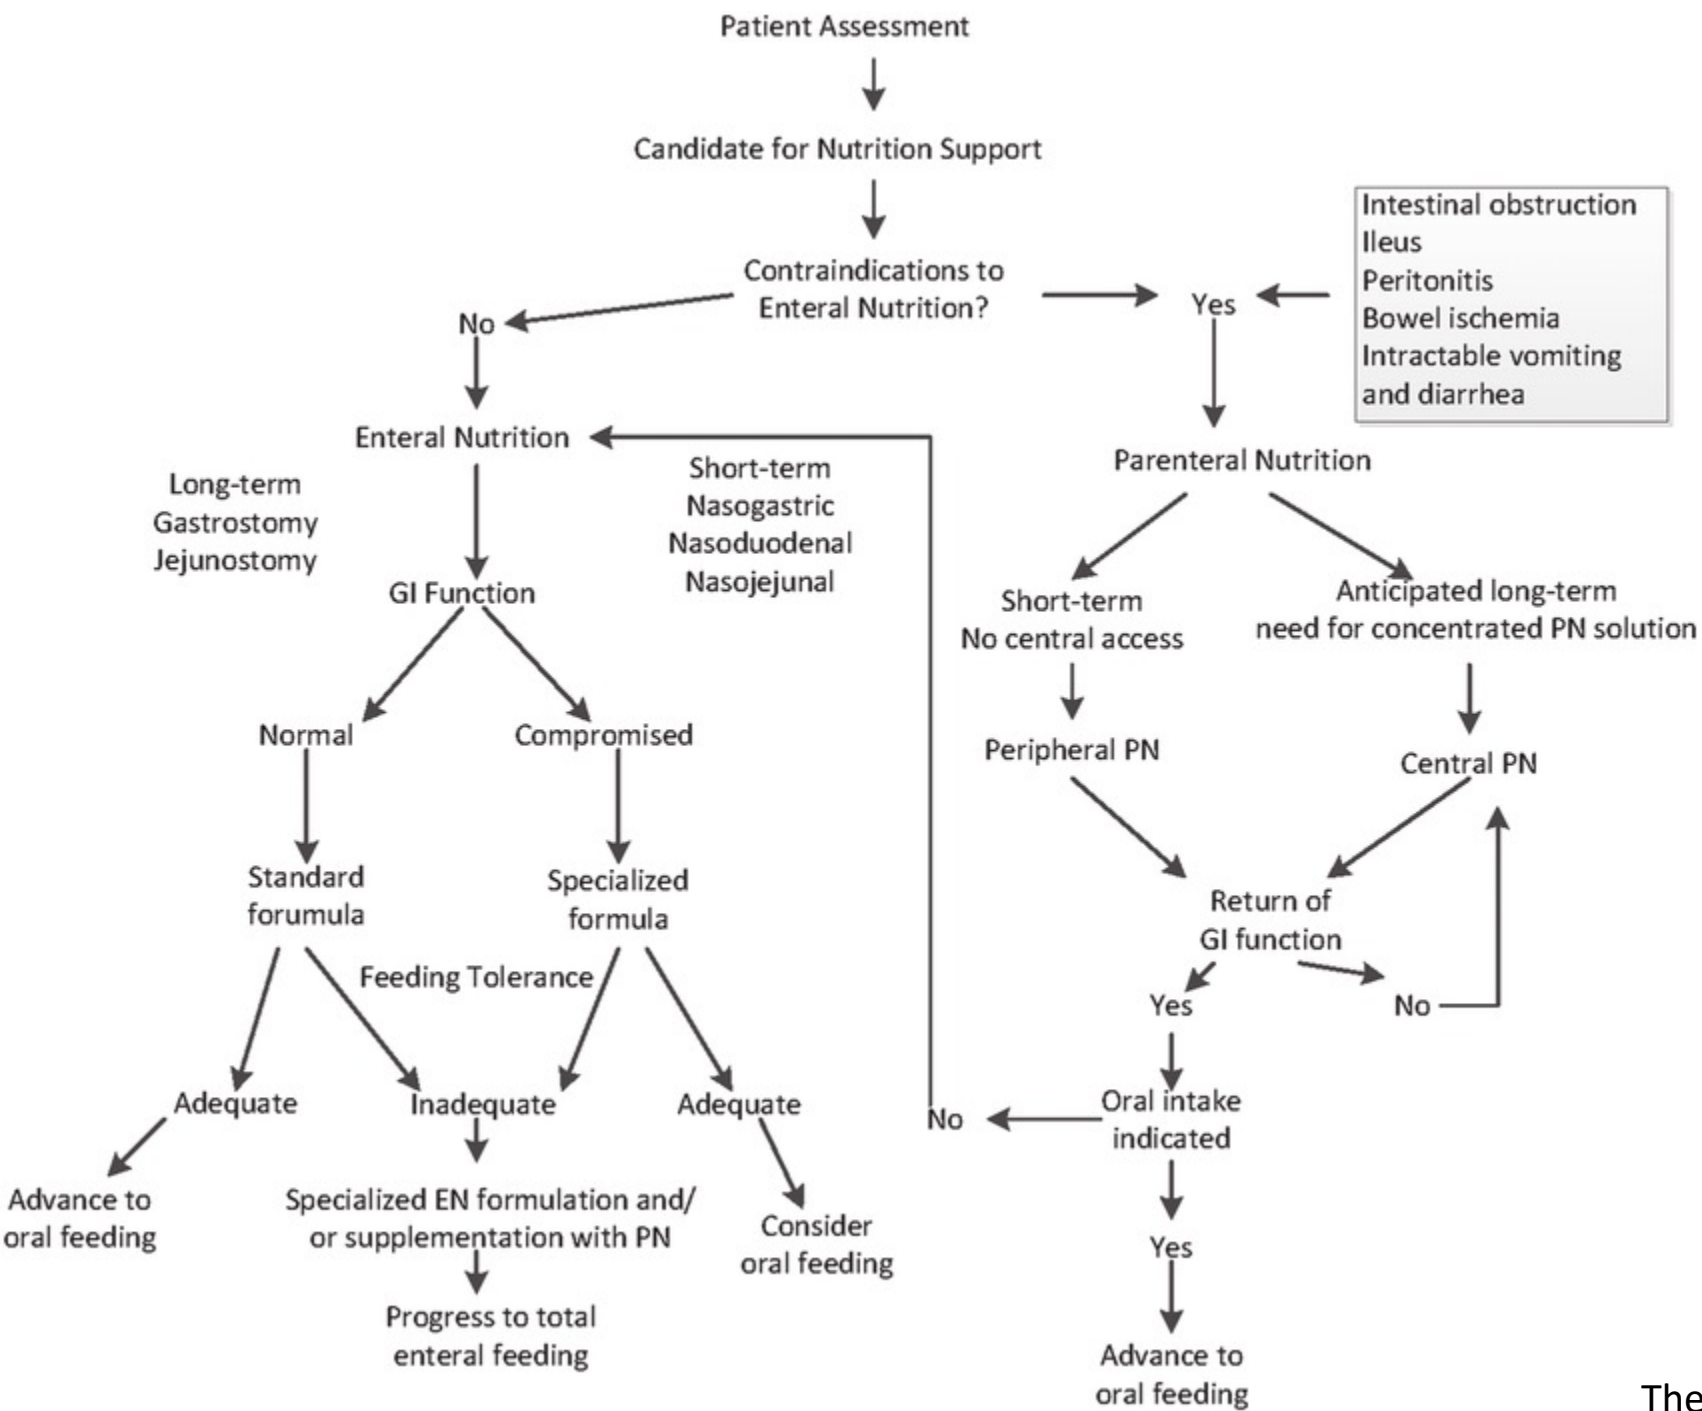 Patient Assessment
Candidate for Nutrition Support
Contraindications to
Enteral Nutrition?
Intestinal obstruction
Ileus
Peritonitis
Bowel ischemia
Intractable vomiting
and diarrhea
No
Yes
Enteral Nutrition
Long-term
Gastrostomy
Jejunostomy
Short-term
Nasogastric
Nasoduodenal
Nasojejunal
GI Function
Normal
Compromised
Standard
forumula
Specialized
formula
Feeding Tolerance
Adequate
Inadequate
Adequate
Advance to
oral feeding
Specialized EN formulation and/
or supplementation with PN
Consider
oral feeding
Progress to total
enteral feeding
Parenteral Nutrition
Short-term
No central access
Anticipated long-term
need for concentrated PN solution
Peripheral PN
Central PN
Return of
GI function
Yes
No
Oral intake
indicated
No
Yes
Advance to
oral feeding
The